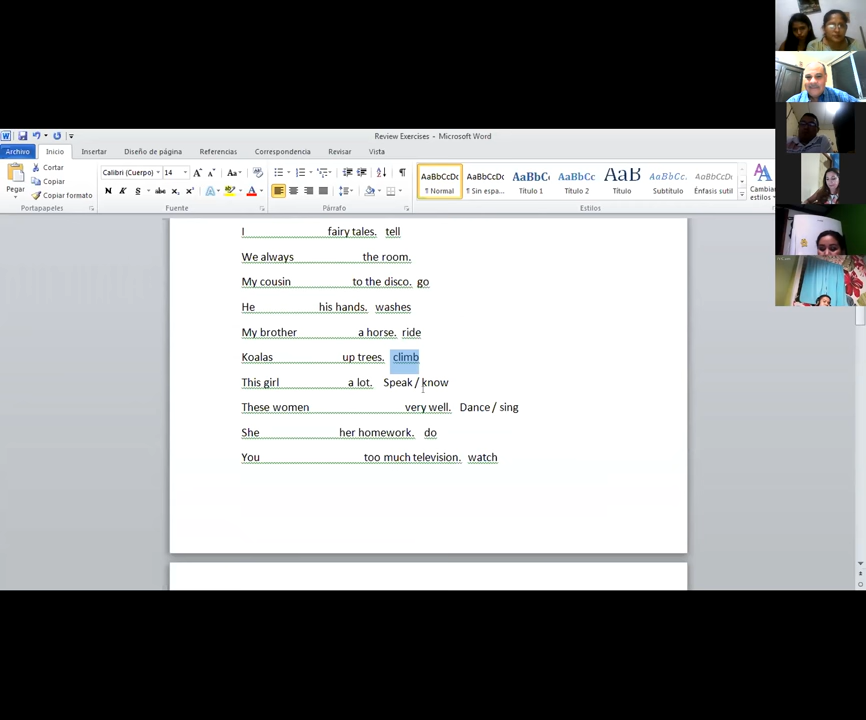 Review Exercises - Microsoft Word
Archivo Inicio Insertar Diseño de página Referencias Correspondencia Revisar Vista
Pegar
Cortar
Copiar
Copiar formato
Portapapeles
Calibri (Cuerpo) 14
Fuente
Párrafo
AaBbCcDc AaBbCcDc AaBbC AaBbCc AaB AaBbCc. AaBbCcDc
¶ Normal ¶ Sin espa... Título 1 Título 2 Título Subtítulo Énfasis sutil
Cambiar estilos
Estilos
I fairy tales. tell
We always the room.
My cousin to the disco. go
He his hands. washes
My brother a horse. ride
Koalas up trees. climb
This girl a lot. Speak / know
These women very well. Dance / sing
She her homework. do
You too much television. watch